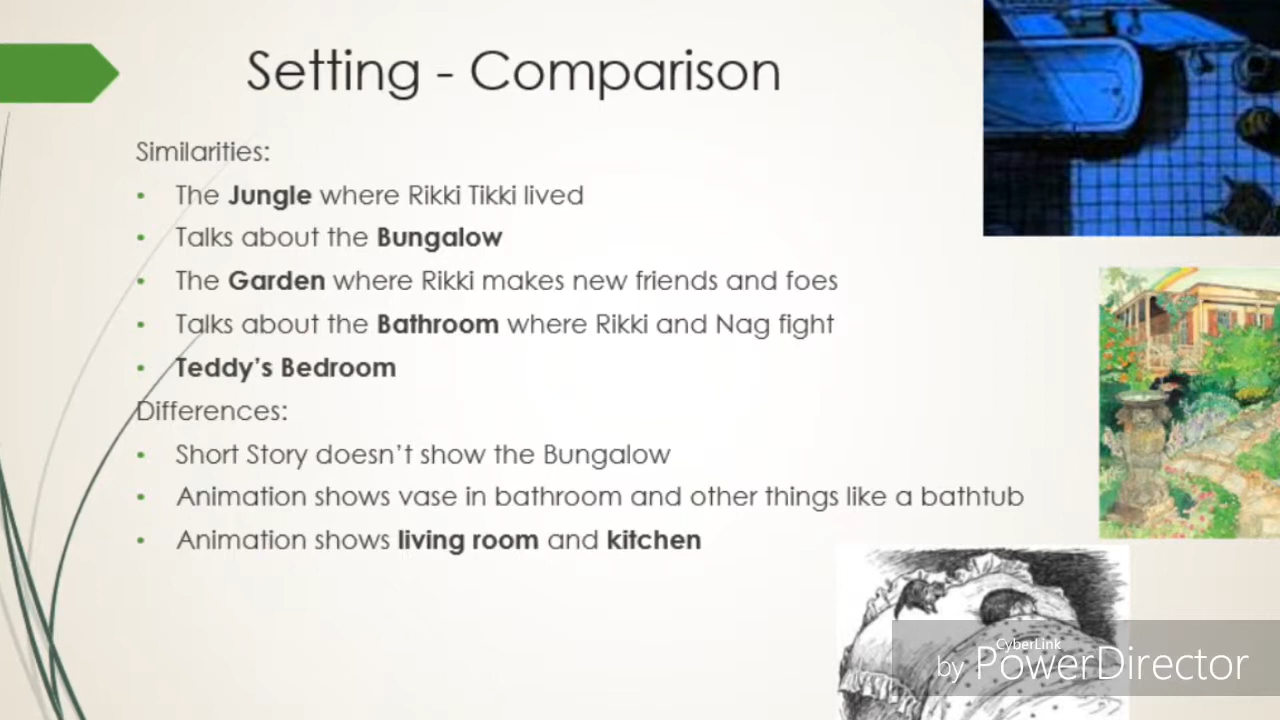 Setting - Comparison
Similarities:
• The Jungle where Rikki Tikki lived
• Talks about the Bungalow
• The Garden where Rikki makes new friends and foes
• Talks about the Bathroom where Rikki and Nag fight
• Teddy’s Bedroom
Differences:
• Short Story doesn’t show the Bungalow
• Animation shows vase in bathroom and other things like a bathtub
• Animation shows living room and kitchen
CyberLink
by PowerDirector